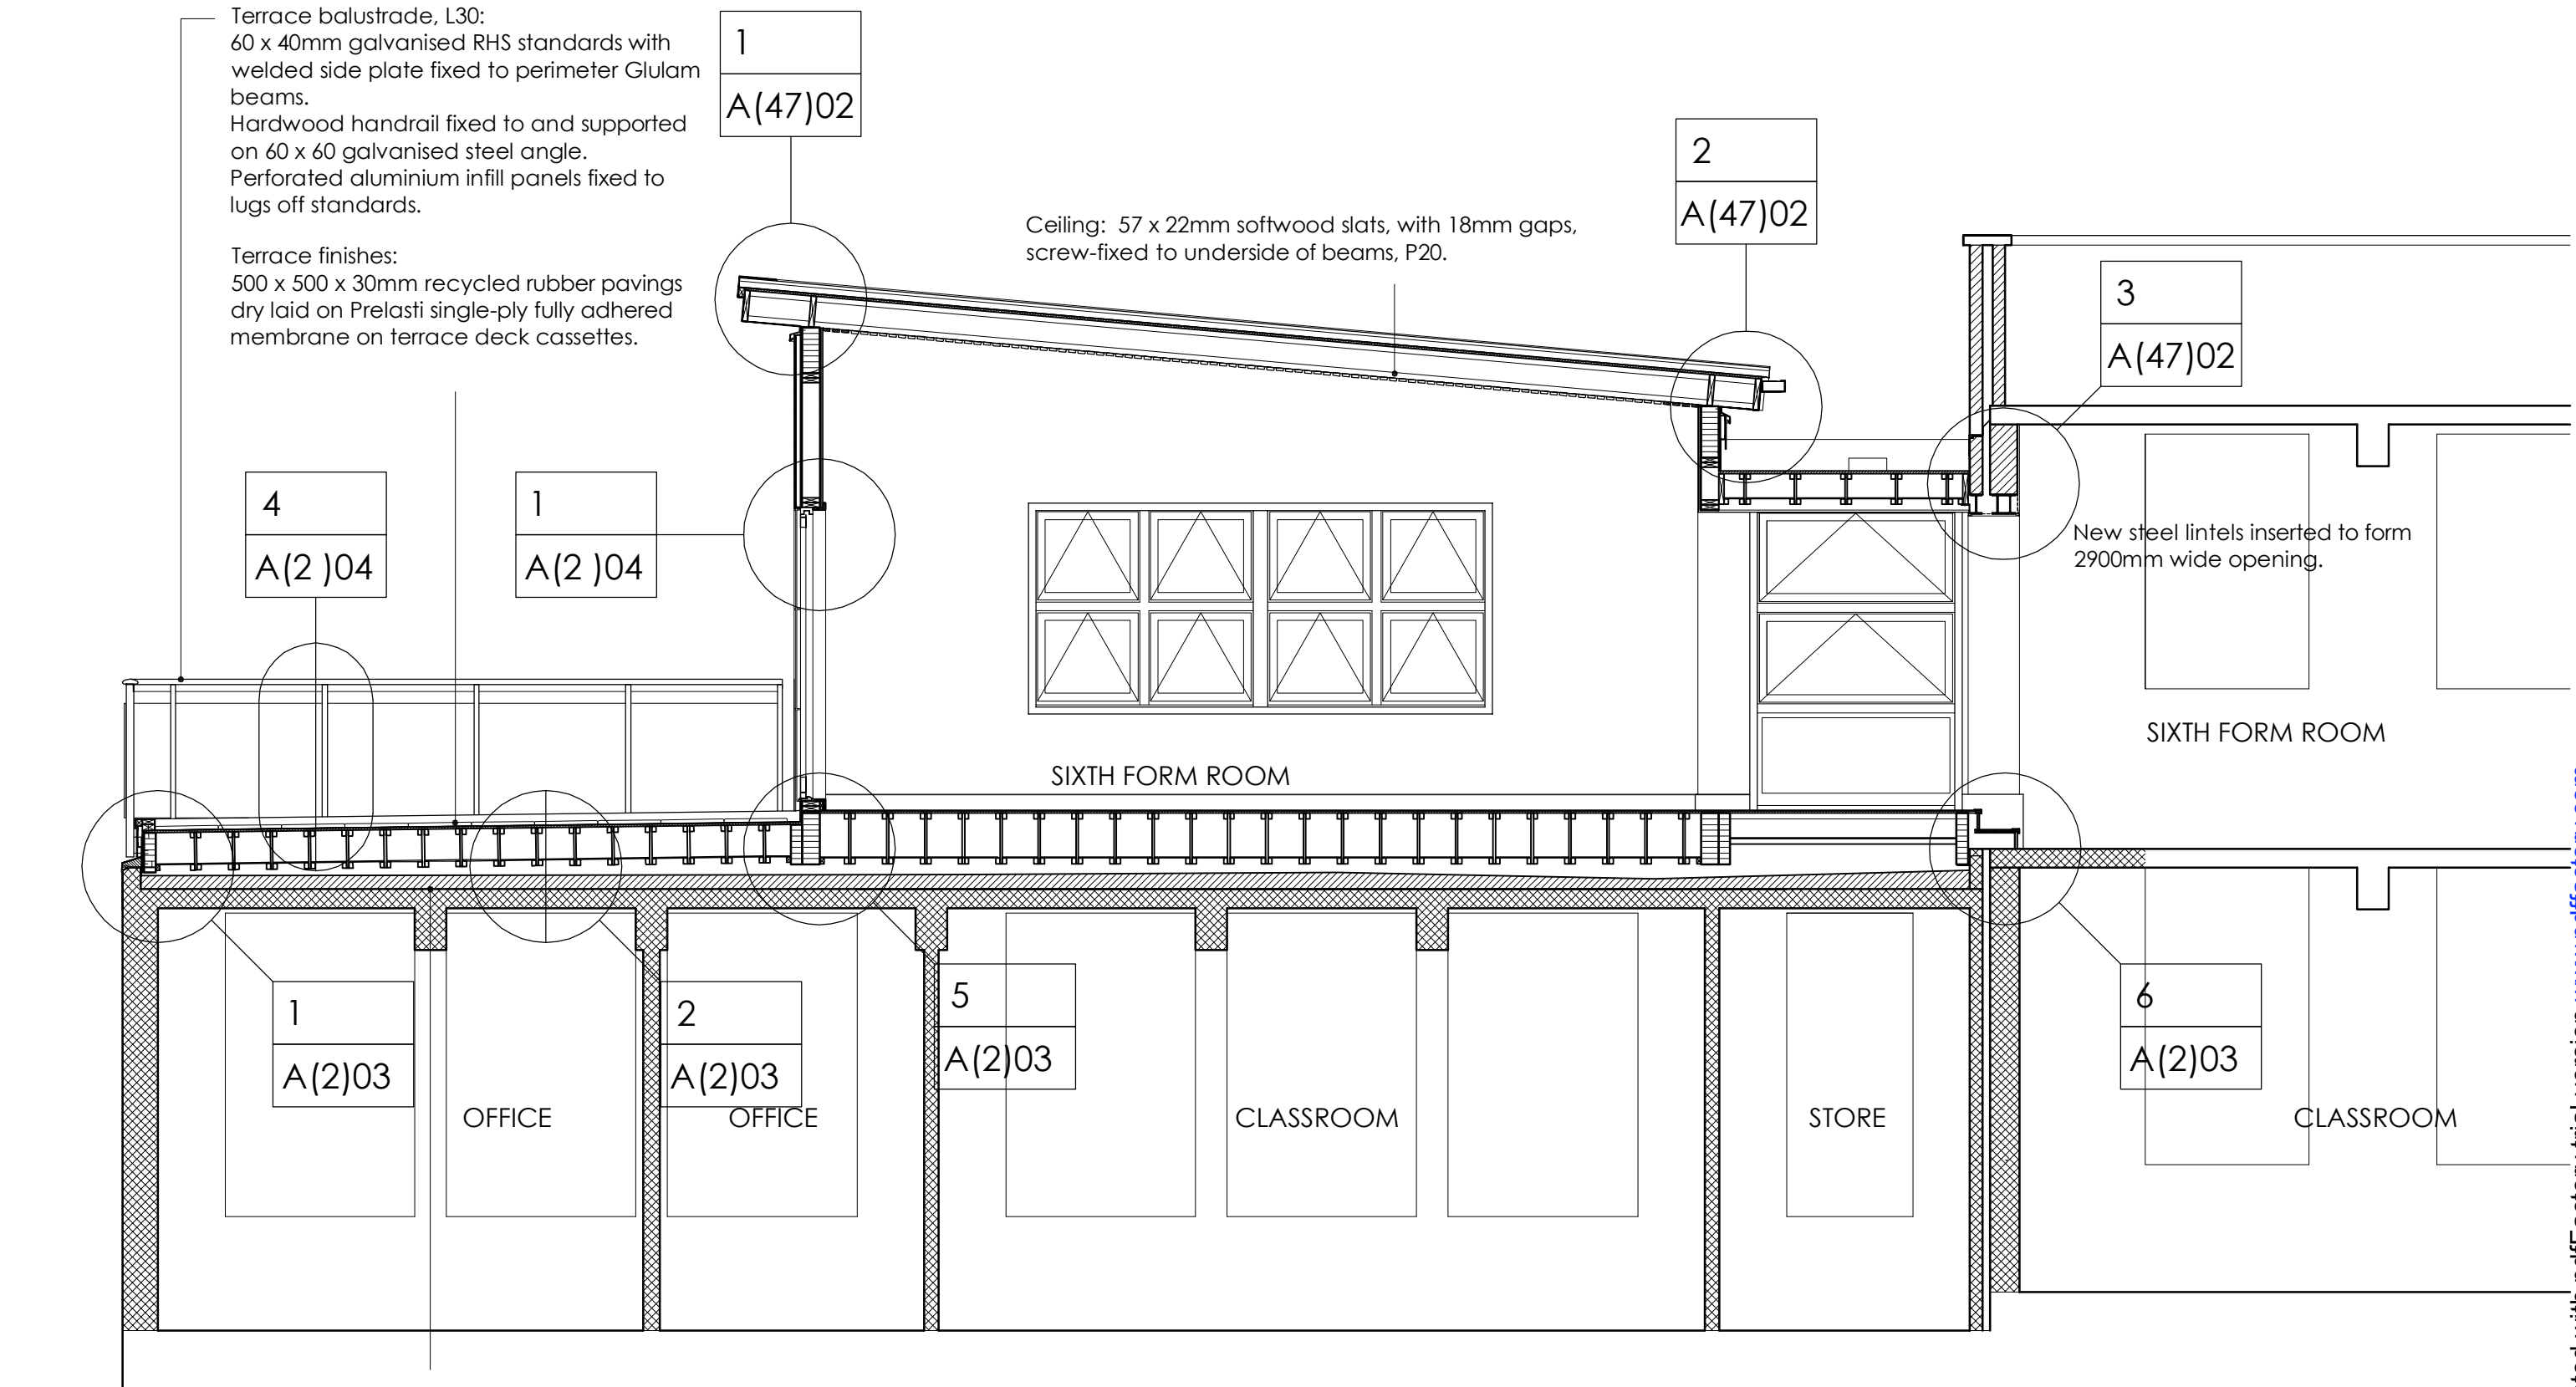 Terrace balustrade, L30:
60 x 40mm galvanised RHS standards with
welded side plate fixed to perimeter Glulam
beams.
Hardwood handrail fixed to and supported
on 60 x 60 galvanised steel angle.
Perforated aluminium infill panels fixed to
lugs off standards.
Terrace finishes:
500 x 500 x 30mm recycled rubber pavings
dry laid on Prelasti single-ply fully adhered
membrane on terrace deck cassettes.
1
A(47)02
2
A(47)02
Ceiling: 57 x 22mm softwood slats, with 18mm gaps,
screw-fixed to underside of beams, P20.
3
A(47)02
4
A(2 )04
1
A(2 )04
New steel lintels inserted to form
2900mm wide opening.
SIXTH FORM ROOM
SIXTH FORM ROOM
1
A(2)03
2
A(2)03
5
A(2)03
6
A(2)03
OFFICE
OFFICE
CLASSROOM
STORE
CLASSROOM